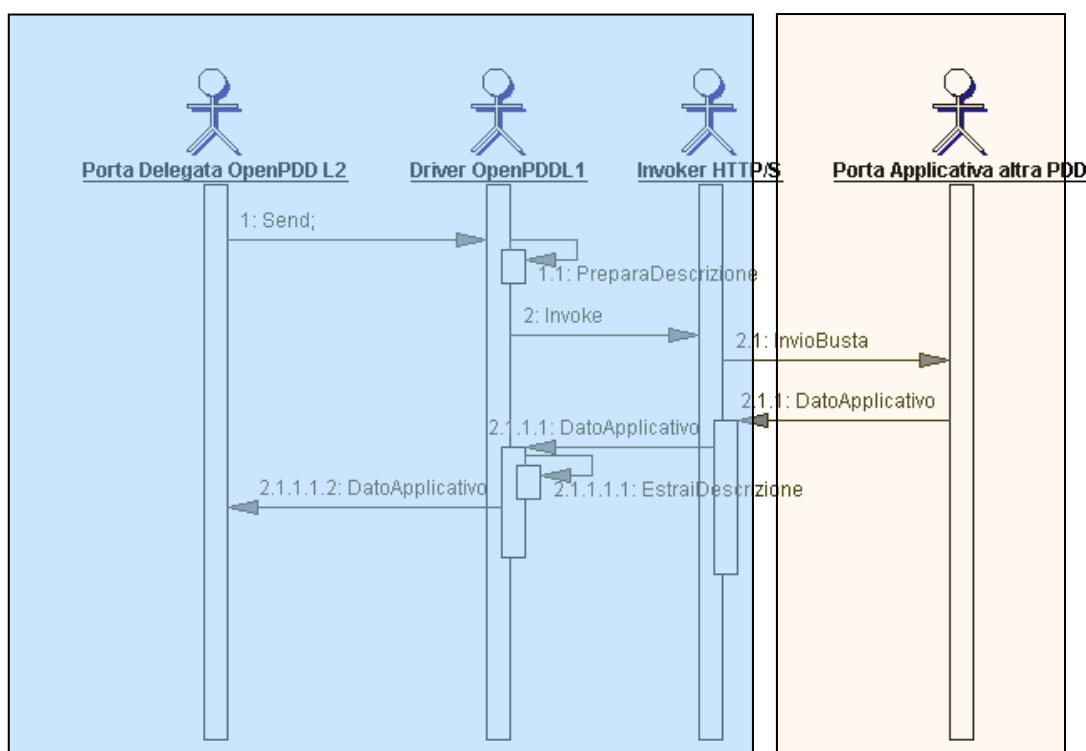 Porta Delegata OpenPDD L2
Driver OpenPDDL1
Invoker HTTP/S
Porta Applicativa altra PDD
1: Send;
1.1: PreparaDescrizione
2: Invoke
2.1: InvioBusta
2.1.1: DatoApplicativo
2.1.1.1: DatoApplicativo
2.1.1.1.1: EstraiDescrizione
2.1.1.1.2: DatoApplicativo